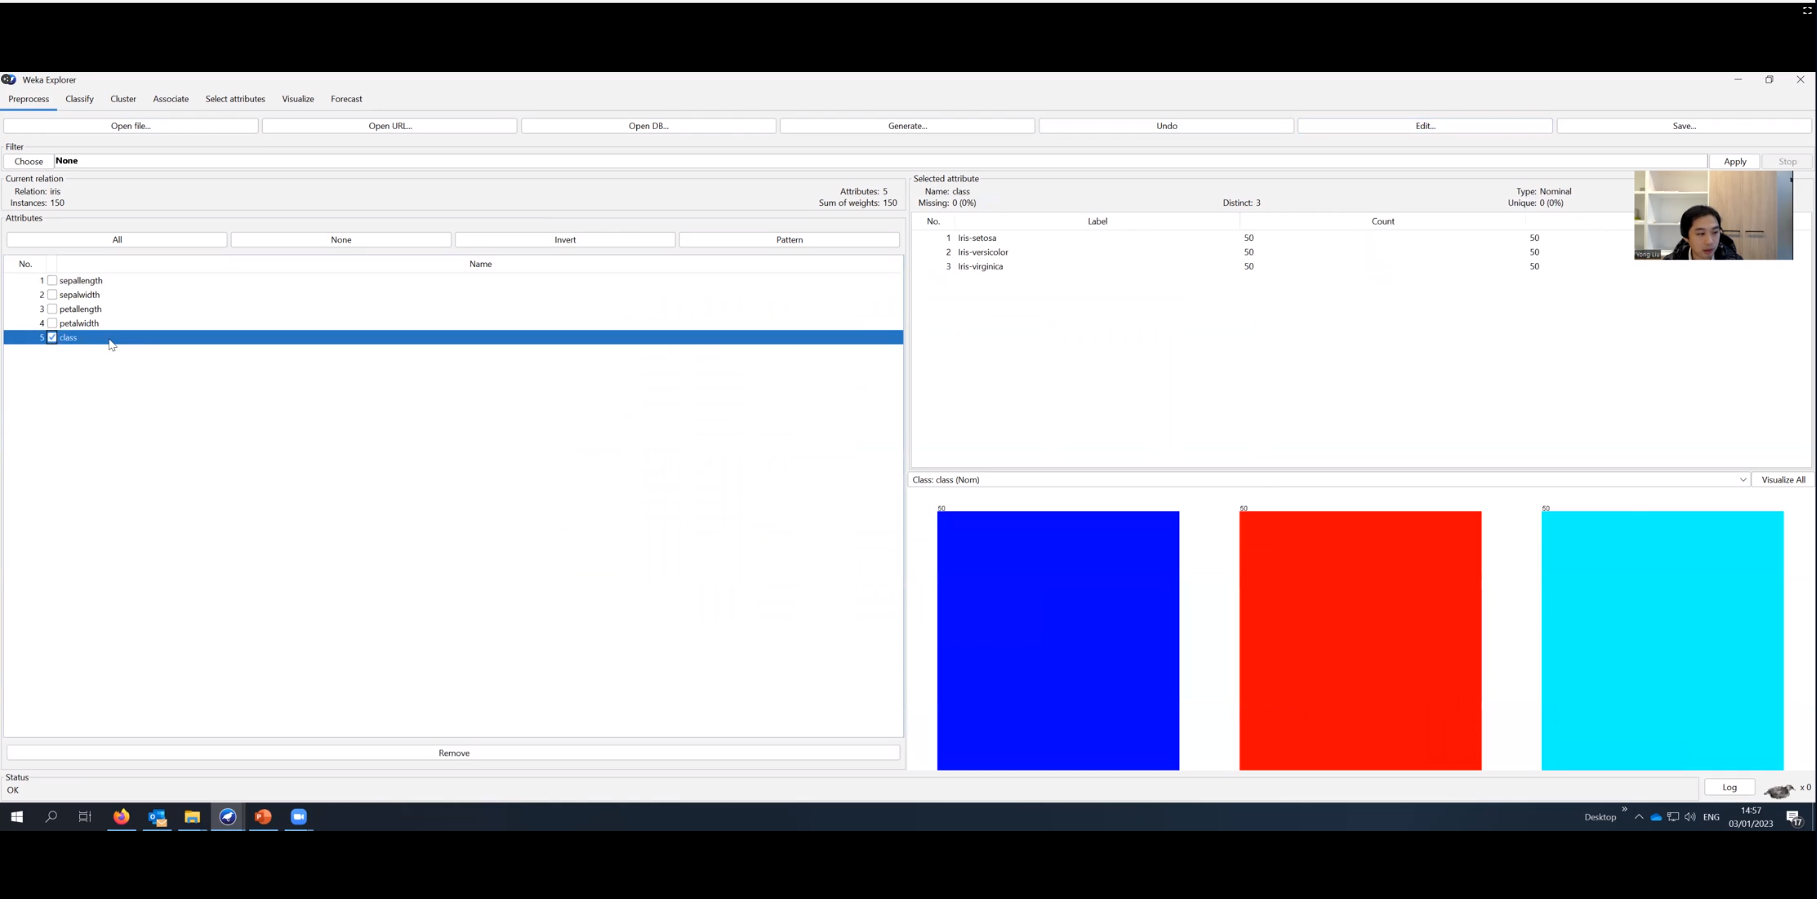 Weka Explorer
Preprocess Classify Cluster Associate Select attributes Visualize Forecast
Open file... Open URL... Open DB... Generate... Undo Edit... Save...
Filter
Choose None Apply Stop
Current relation
Relation: iris Attributes: 5
Instances: 150 Sum of weights: 150
Attributes
All None Invert Pattern
No. Name
1 sepallength
2 sepalwidth
3 petallength
4 petalwidth
5 class
Remove
Selected attribute
Name: class Type: Nominal
Missing: 0 (0%) Distinct: 3 Unique: 0 (0%)
No. Label Count
1 Iris-setosa 50 50
2 Iris-versicolor 50 50
3 Iris-virginica 50 50
Yong Liu
Class: class (Nom) Visualize All
50 50 50
Status
OK
Log x 0
Desktop ENG 14:57
03/01/2023 17